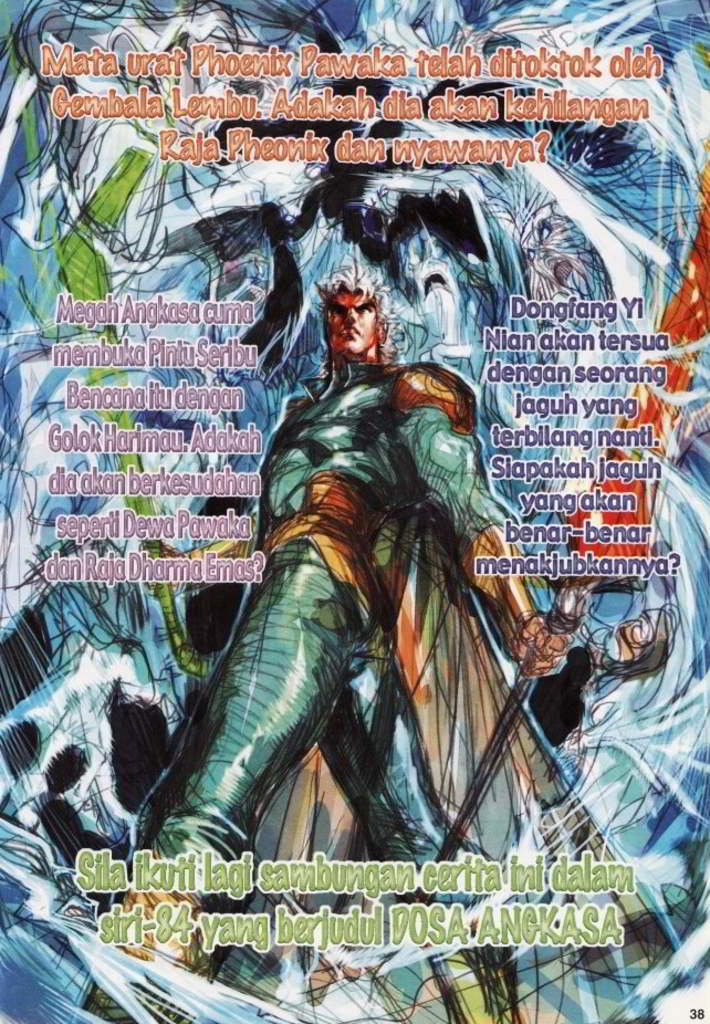 Mata urat Phoenix Pawaka telah ditoktok oleh
Gembala Lembu. Adakah dia akan kehilangan
Raja Pheonix dan nyawanya?
Megah Angkasa cuma
membuka Pintu Seribu
Bencana itu dengan
Golok Harimau. Adakah
dia akan berkesudahan
seperti Dewa Pawaka
dan Raja Dharma Emas?
Dongfang Yi
Nian akan tersua
dengan seorang
jaguh yang
terbilang nanti.
Siapakah jaguh
yang akan
benar-benar
menakjubkannya?
Sila ikuti lagi sambungan cerita ini dalam
siri-84 yang berjudul DOSA ANGKASA
38